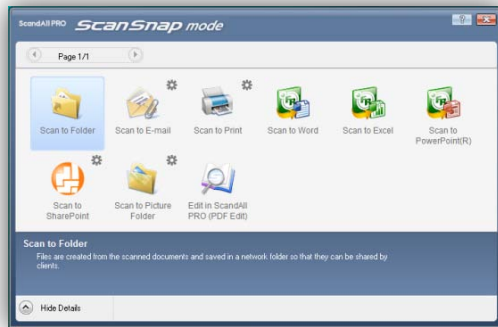 ScandAll PRO ScanSnap mode
Page 1/1
Scan to Folder
Scan to E-mail
Scan to Print
Scan to Word
Scan to Excel
Scan to
PowerPoint(R)
Scan to
SharePoint
Scan to Picture
Folder
Edit in ScandAll
PRO (PDF Edit)
Scan to Folder
Files are created from the scanned documents and saved in a network folder so that they can be shared by
clients.
Hide Details